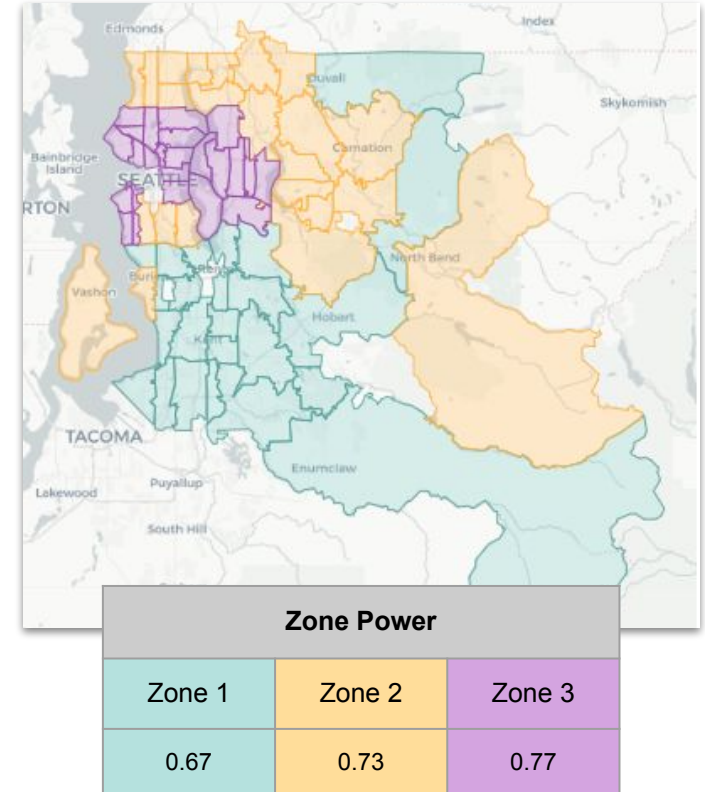 Edmonds
Index
Duvall
Skykomish
Carnation
Bainbridge
Island
SEATTLE
RTON
North Bend
Vashon
Hobart
Kent
TACOMA
Enumclaw
Puyallup
Lakewood
South Hill
Zone Power
Zone 1 Zone 2 Zone 3
0.67 0.73 0.77